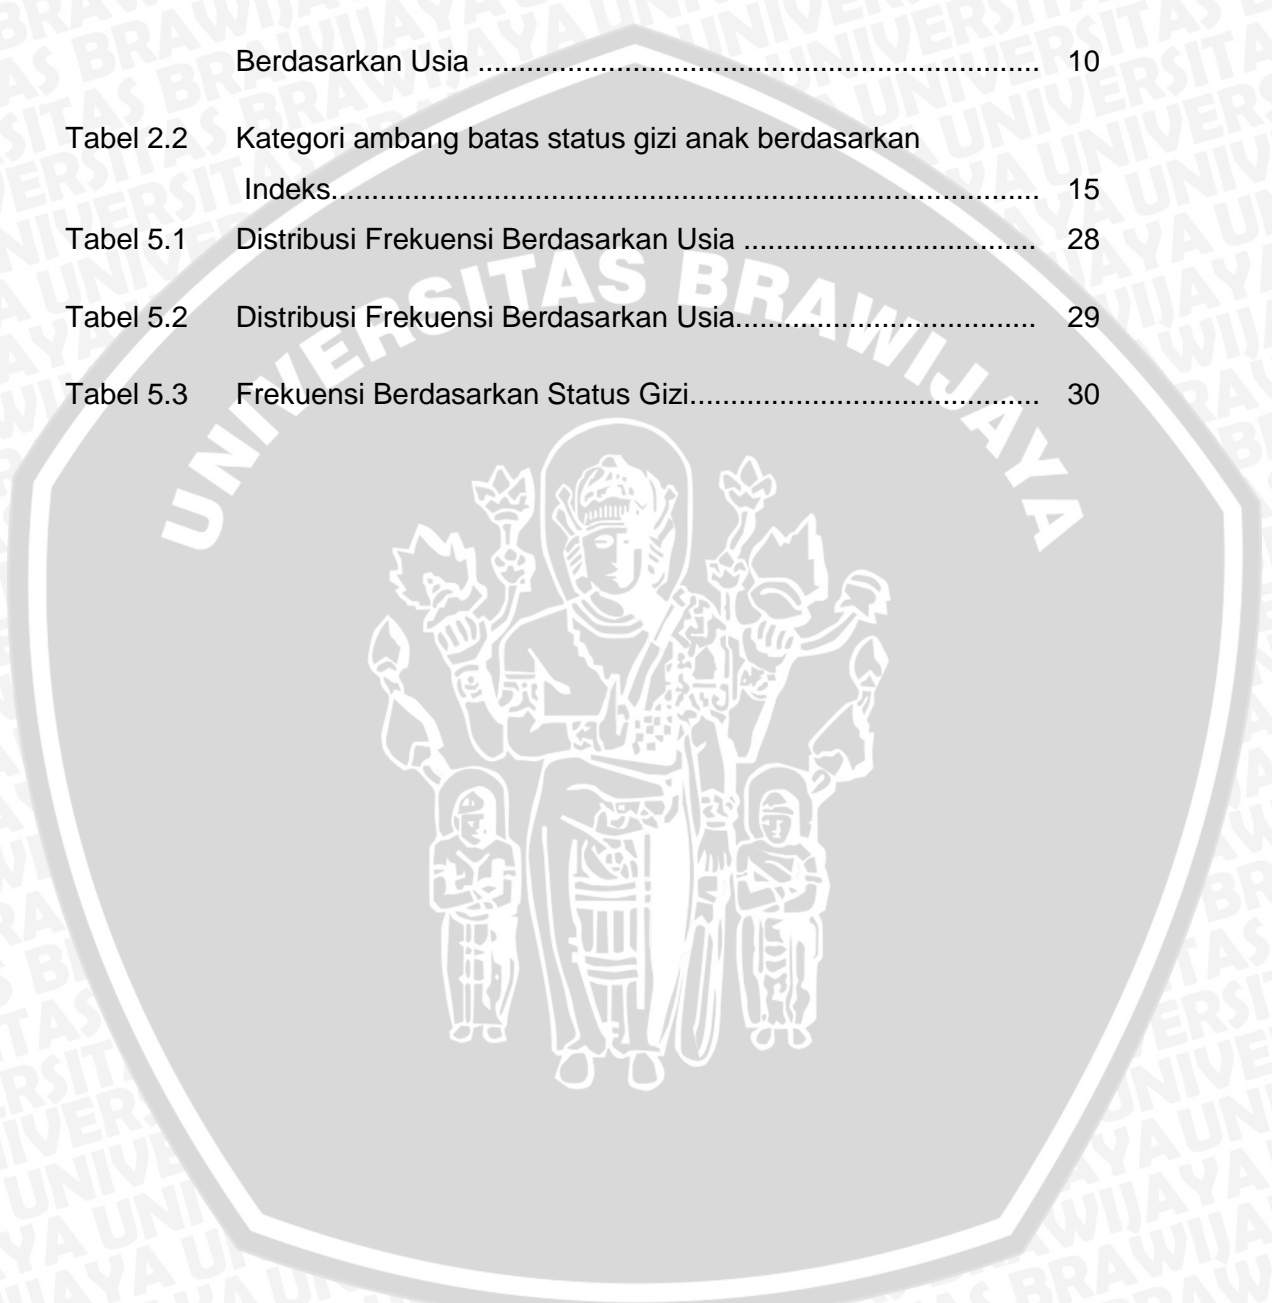 Berdasarkan Usia ..................................................................... 10
Tabel 2.2 Kategori ambang batas status gizi anak berdasarkan
Indeks....................................................................................... 15
Tabel 5.1 Distribusi Frekuensi Berdasarkan Usia .................................... 28
Tabel 5.2 Distribusi Frekuensi Berdasarkan Usia..................................... 29
Tabel 5.3 Frekuensi Berdasarkan Status Gizi........................................... 30
UNIVERSITAS BRAWIJAYA